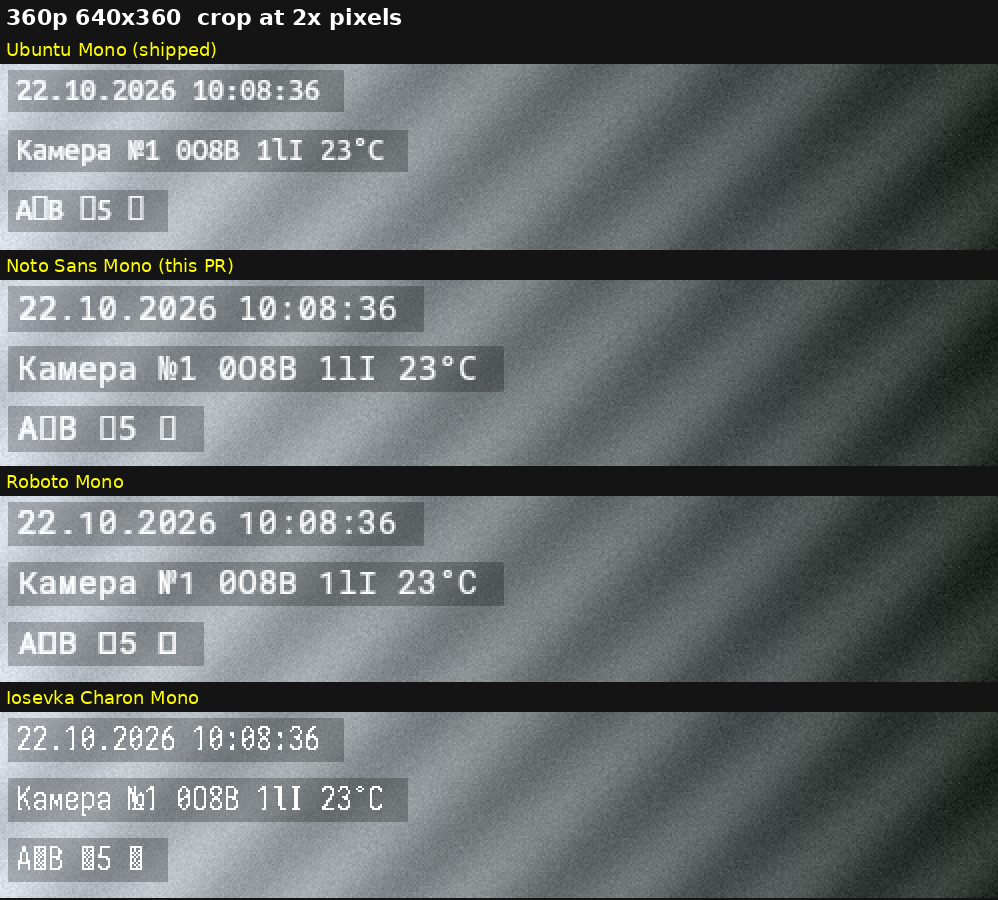 360p 640x360 crop at 2x pixels
Ubuntu Mono (shipped)
22.10.2026 10:08:36
Камера №1 0O8B 1lI 23°C
A□B □5 □
Noto Sans Mono (this PR)
22.10.2026 10:08:36
Камера №1 0O8B 1lI 23°C
A□B □5 □
Roboto Mono
22.10.2026 10:08:36
Камера №1 0O8B 1lI 23°C
A□B □5 □
Iosevka Charon Mono
22.10.2026 10:08:36
Камера №1 0O8B 1lI 23°C
A▯B ▯5 ▯